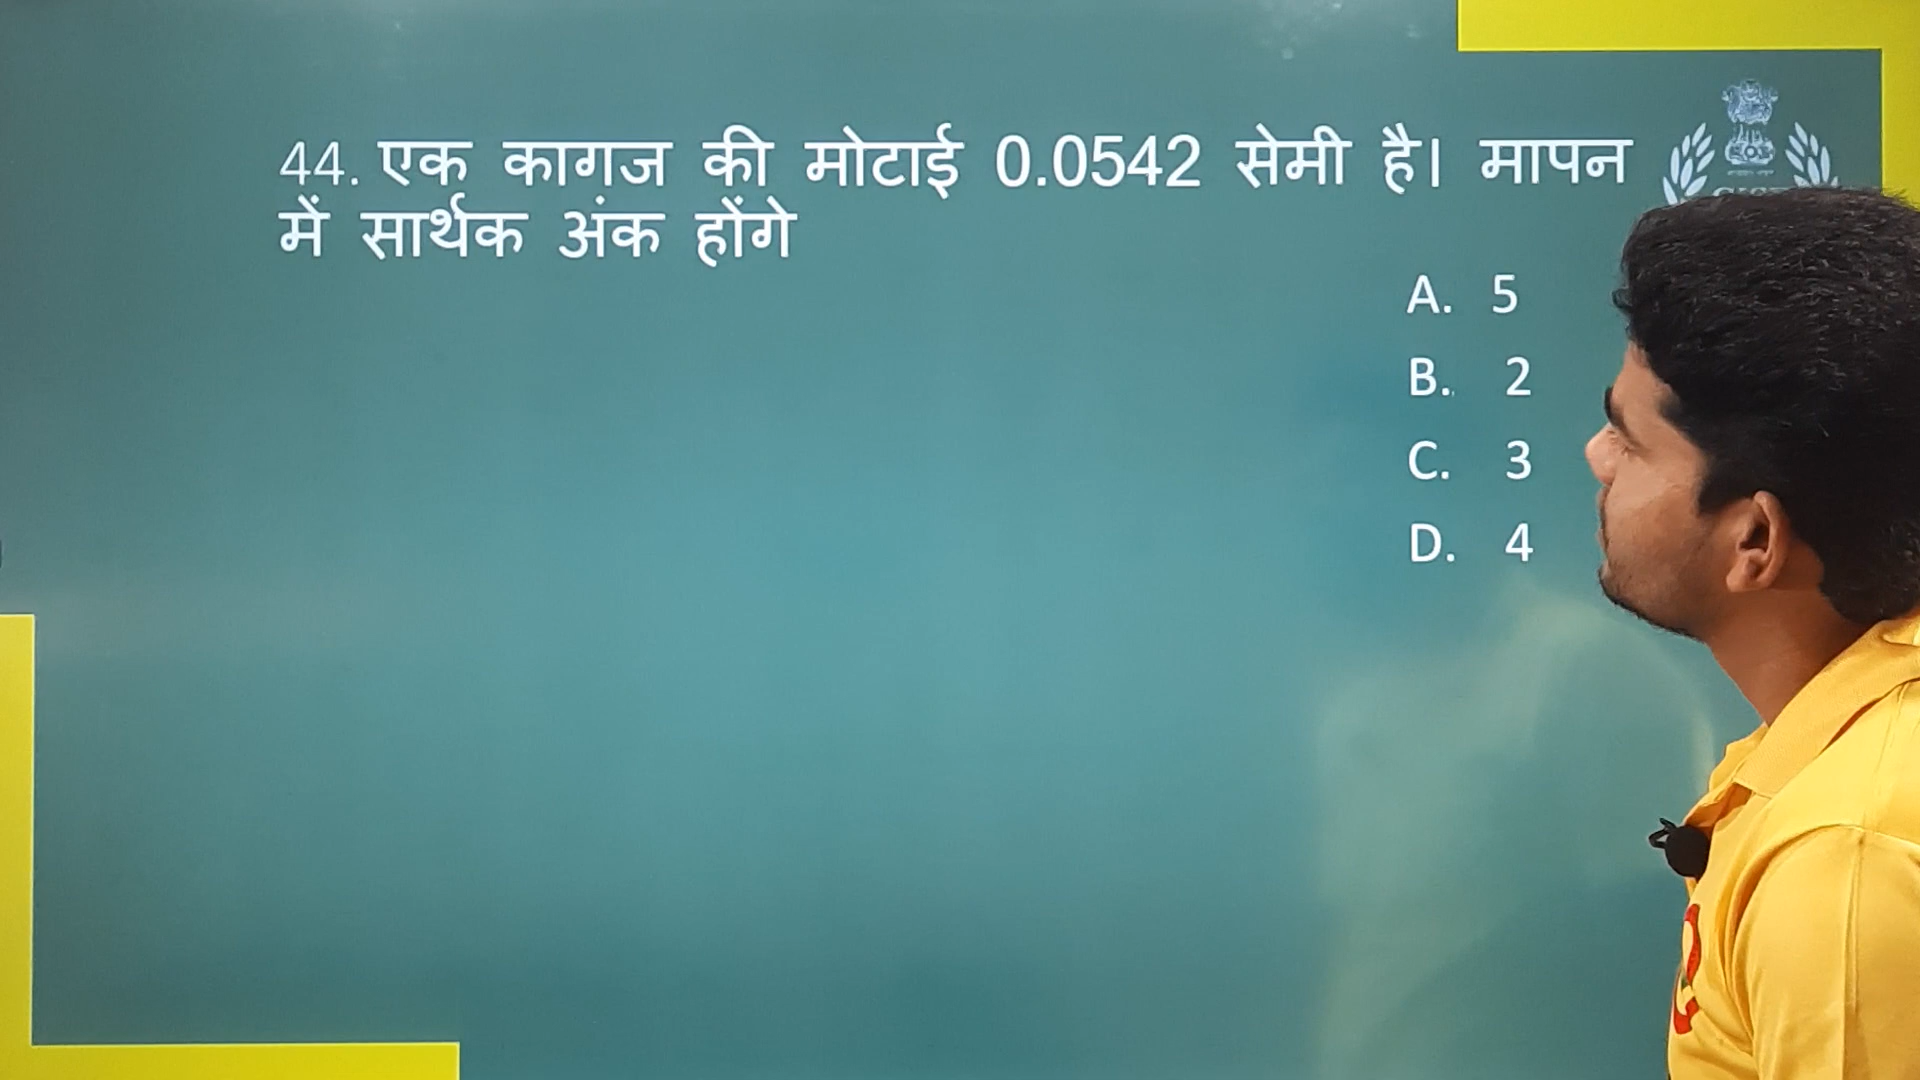 44. एक कागज की मोटाई 0.0542 सेमी है। मापन
में सार्थक अंक होंगे
A. 5
B. 2
C. 3
D. 4